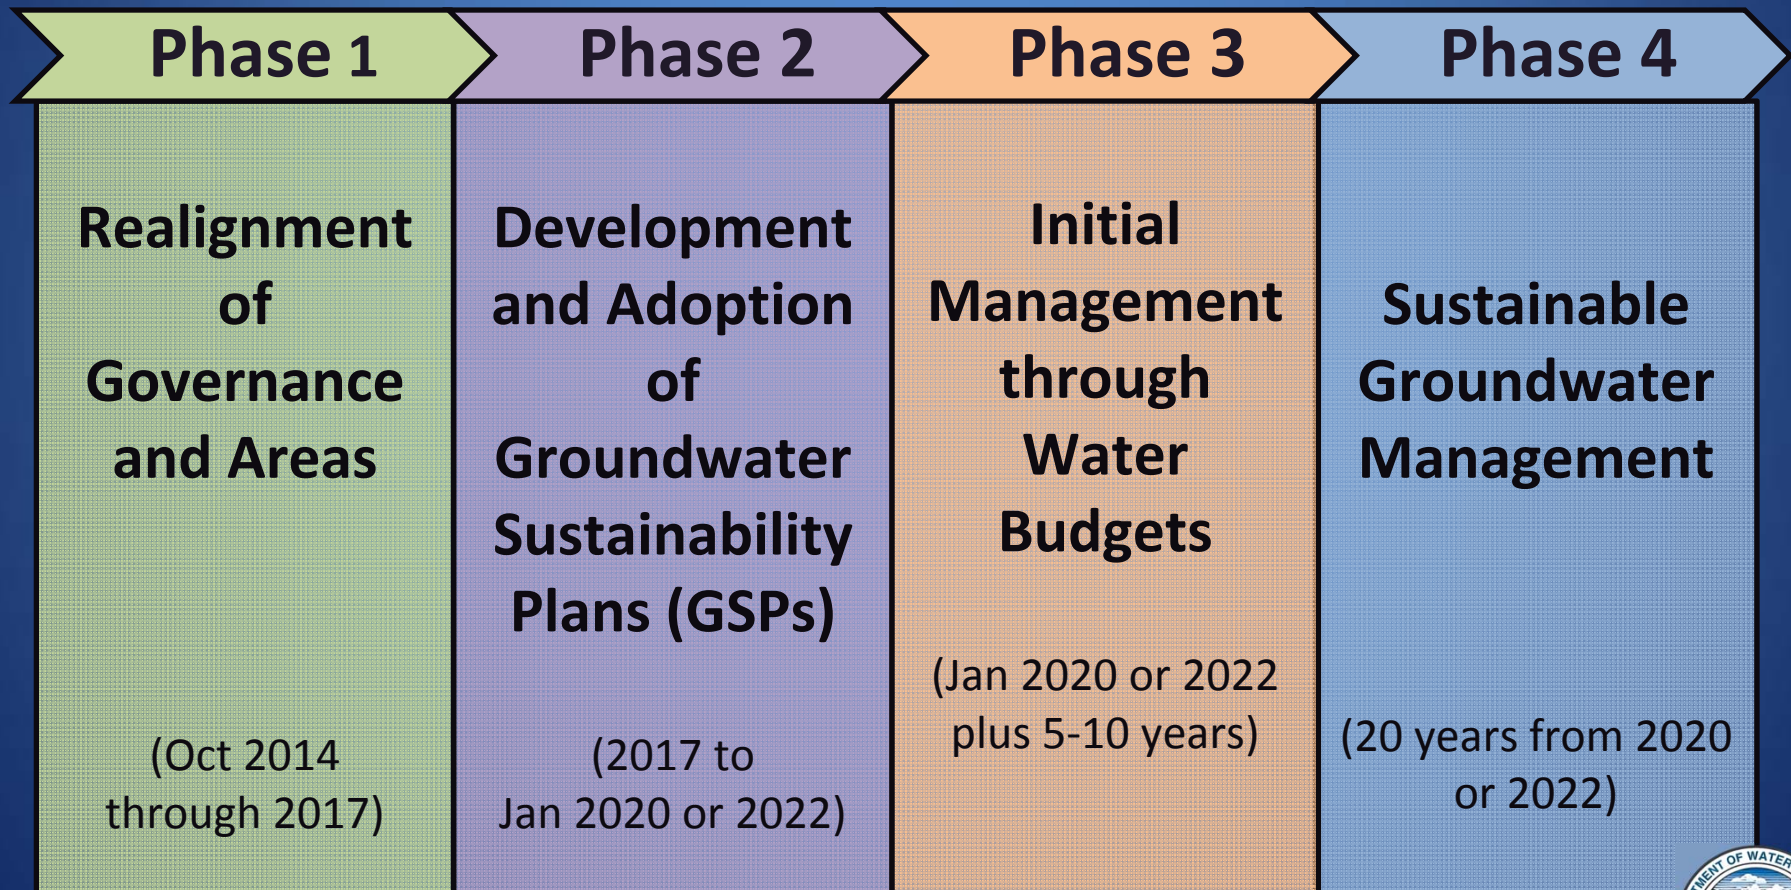 Phase 1
Phase 2
Phase 3
Phase 4
Realignment
of
Governance
and Areas
(Oct 2014
through 2017)
Development
and Adoption
of
Groundwater
Sustainability
Plans (GSPs)
(2017 to
Jan 2020 or 2022)
Initial
Management
through
Water
Budgets
(Jan 2020 or 2022
plus 5-10 years)
Sustainable
Groundwater
Management
(20 years from 2020
or 2022)
OF WATER